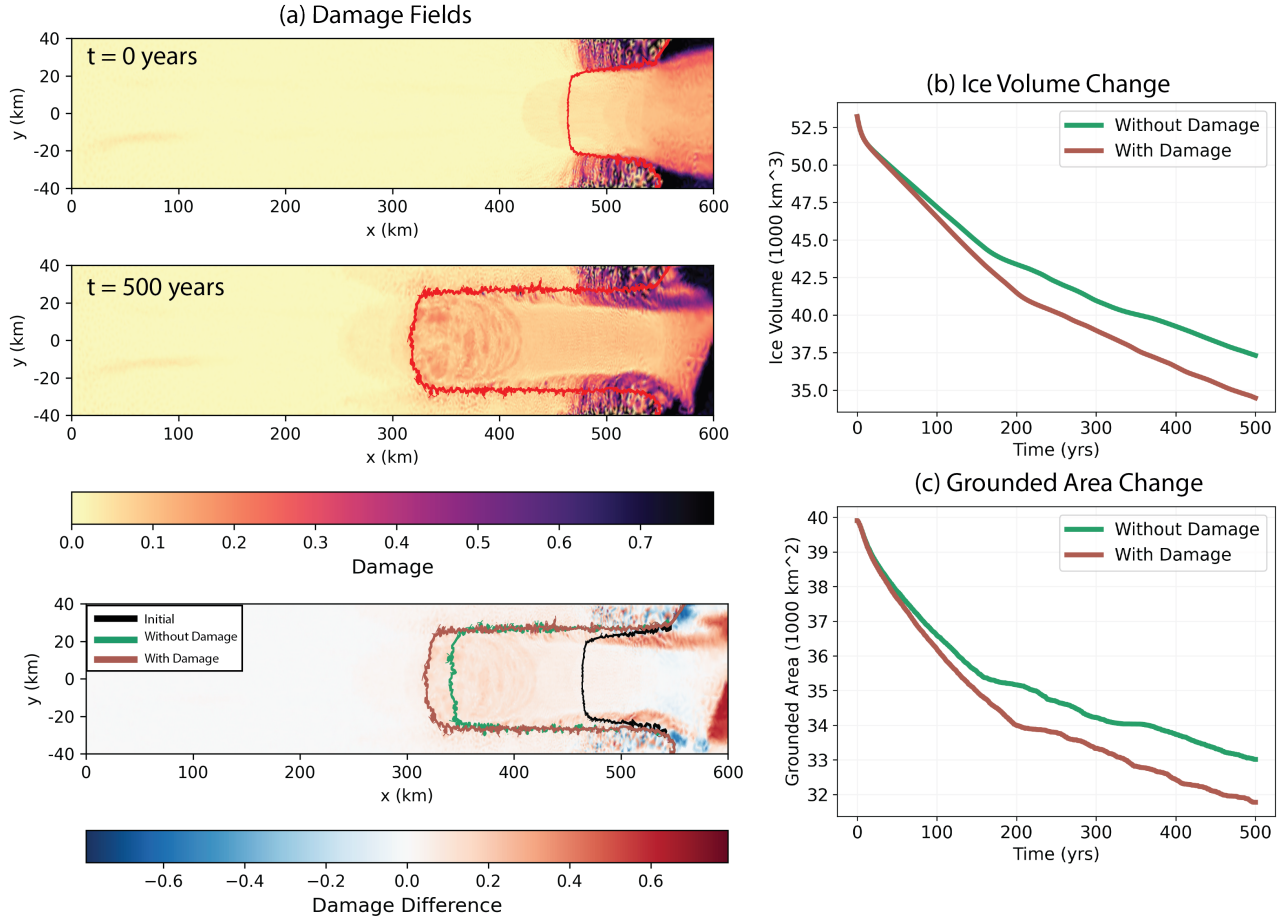 (a) Damage Fields
40
20
0
-20
-40
y (km)
t = 0 years
0 100 200 300 400 500 600
x (km)
40
20
0
-20
-40
y (km)
t = 500 years
0 100 200 300 400 500 600
x (km)
0.0 0.1 0.2 0.3 0.4 0.5 0.6 0.7
Damage
40
20
0
-20
-40
y (km)
Initial
Without Damage
With Damage
0 100 200 300 400 500 600
x (km)
−0.6 −0.4 −0.2 0.0 0.2 0.4 0.6
Damage Difference
(b) Ice Volume Change
Without Damage
With Damage
52.5
50.0
47.5
45.0
42.5
40.0
37.5
35.0
Ice Volume (1000 km^3)
0 100 200 300 400 500
Time (yrs)
(c) Grounded Area Change
Without Damage
With Damage
40
39
38
37
36
35
34
33
32
Grounded Area (1000 km^2)
0 100 200 300 400 500
Time (yrs)